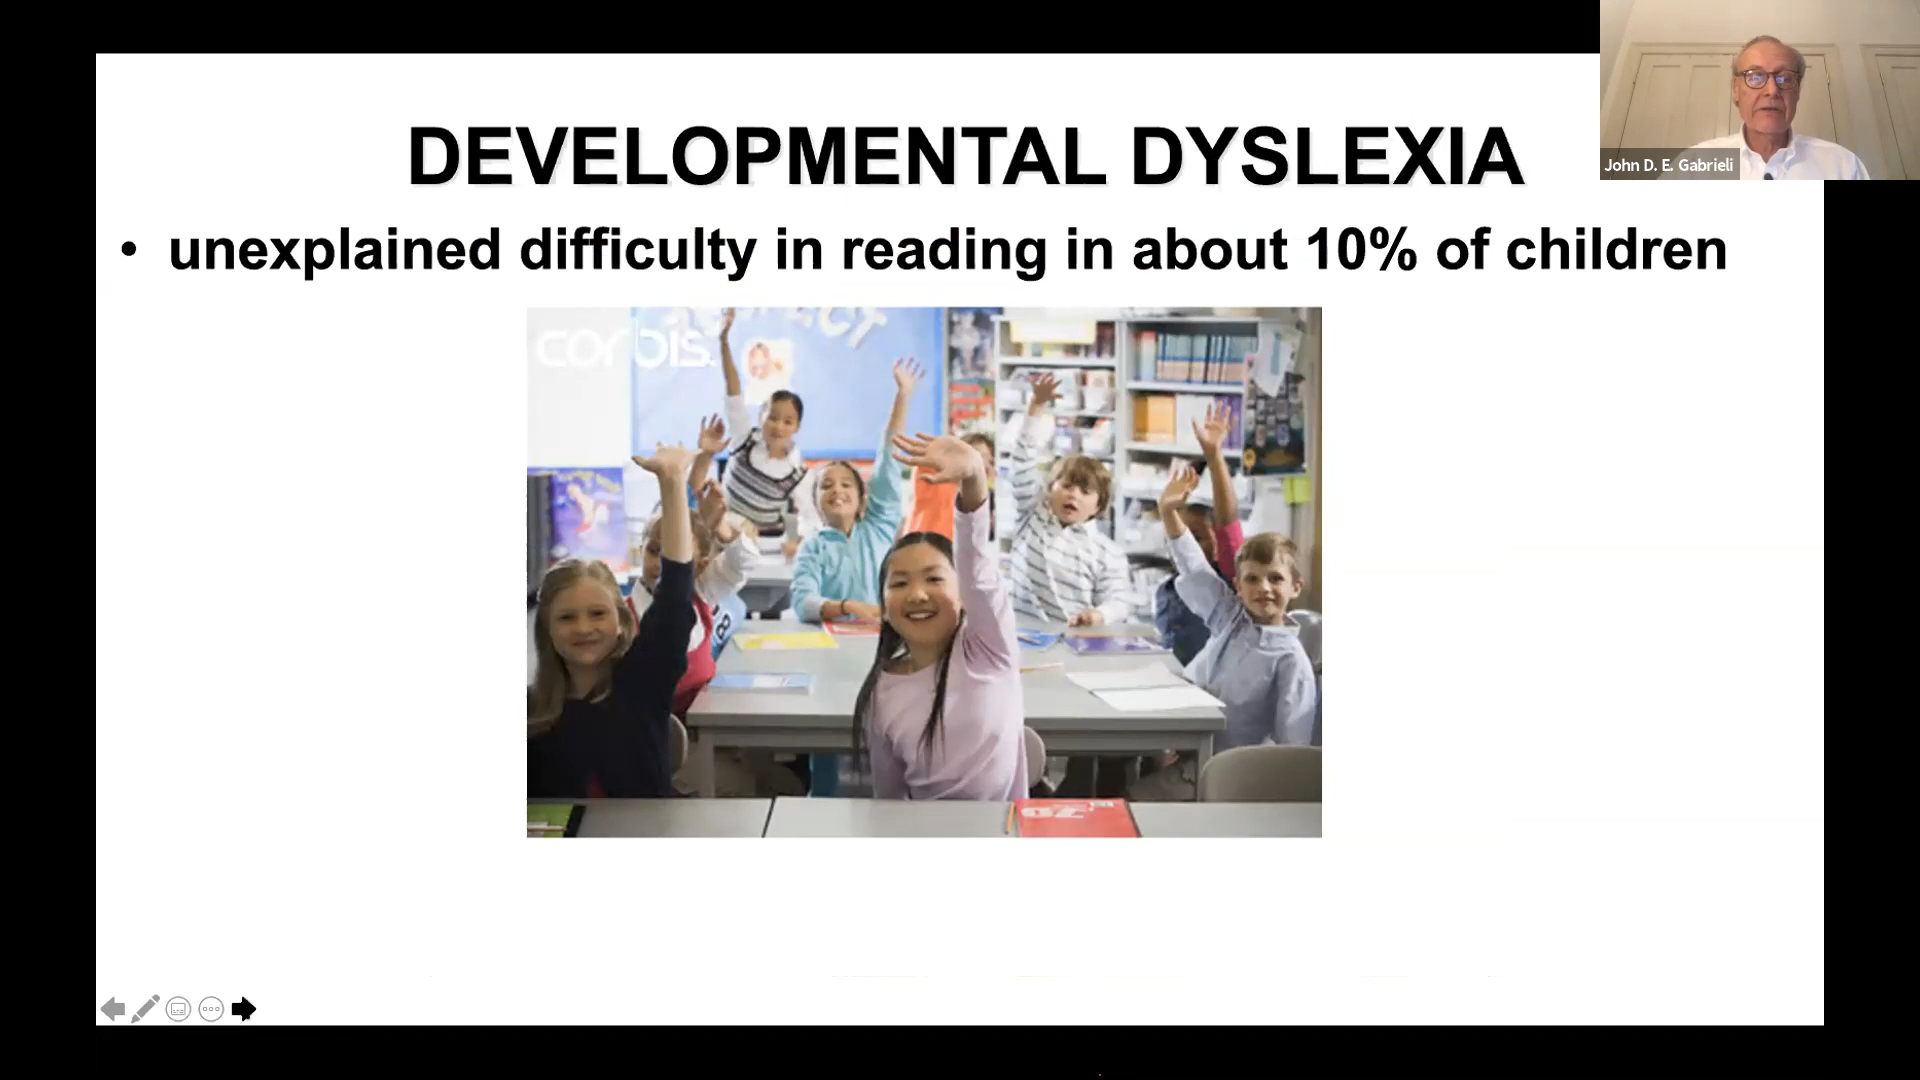 DEVELOPMENTAL DYSLEXIA
John D. E. Gabrieli
• unexplained difficulty in reading in about 10% of children
corbis.